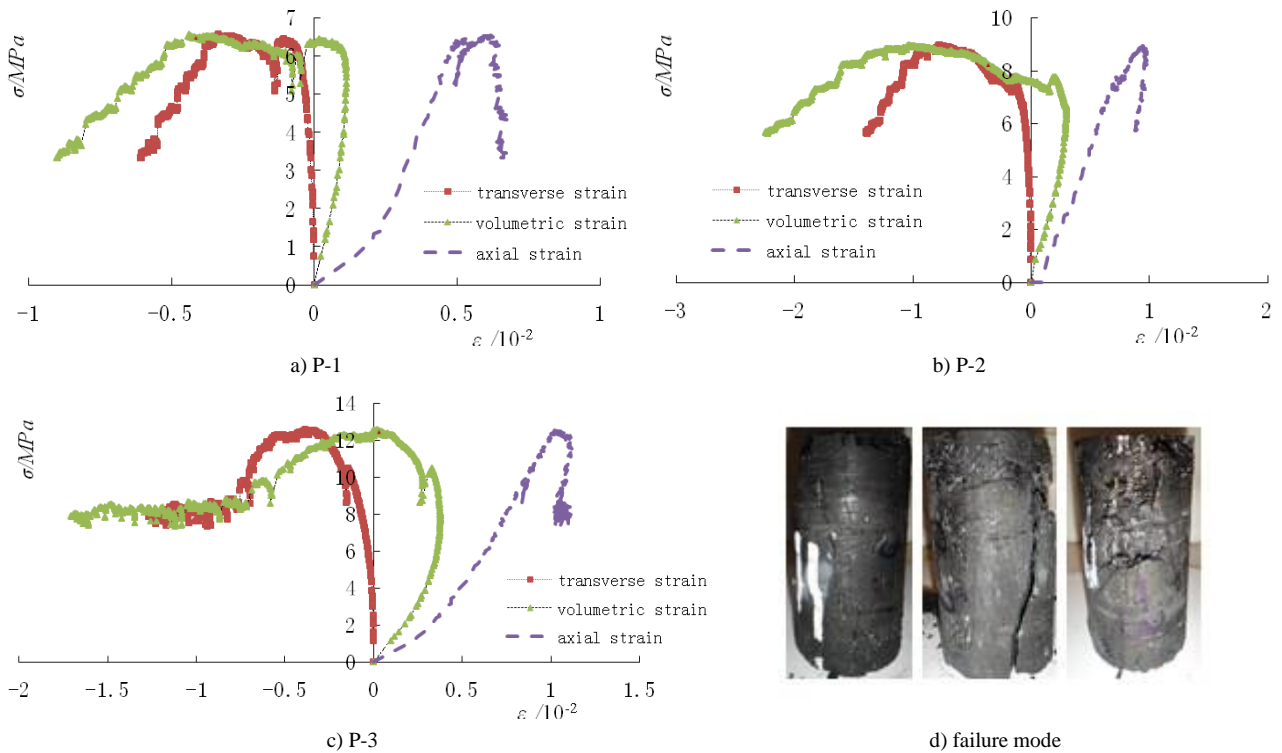 σ/MPa
7
6
5
4
3
2
1
0
-1
-0.5
0
0.5
1
ε /10⁻²
transverse strain
volumetric strain
axial strain
a) P-1
σ/MPa
10
8
6
4
2
0
-3
-2
-1
0
1
2
ε /10⁻²
transverse strain
volumetric strain
axial strain
b) P-2
σ/MPa
14
12
10
8
6
4
2
0
-2
-1.5
-1
-0.5
0
0.5
1
1.5
ε /10⁻²
transverse strain
volumetric strain
axial strain
c) P-3
d) failure mode